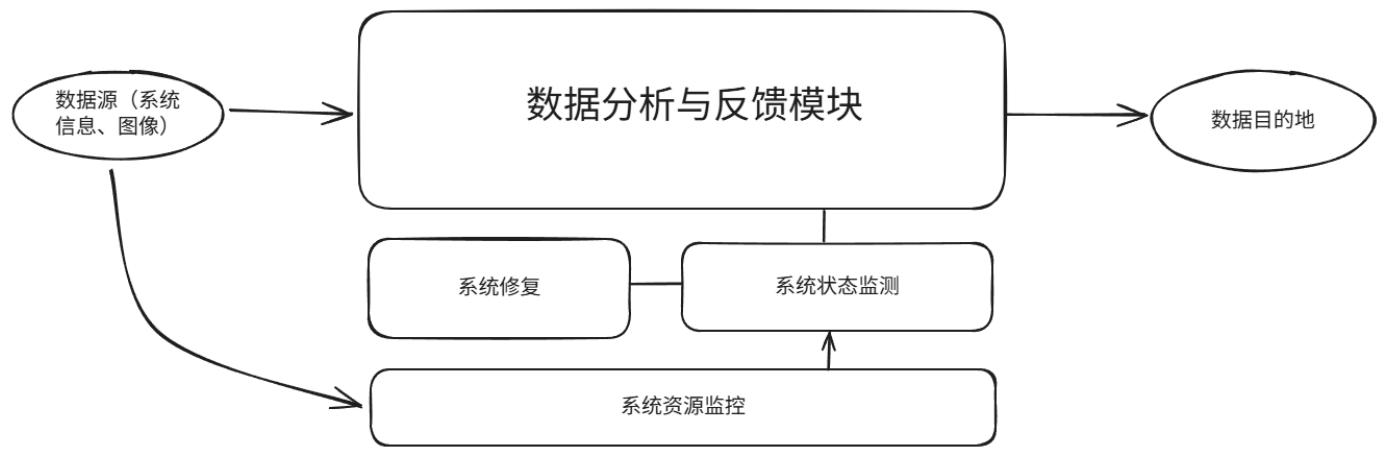 数据源（系统
信息、图像）
数据分析与反馈模块
数据目的地
系统修复
系统状态监测
系统资源监控